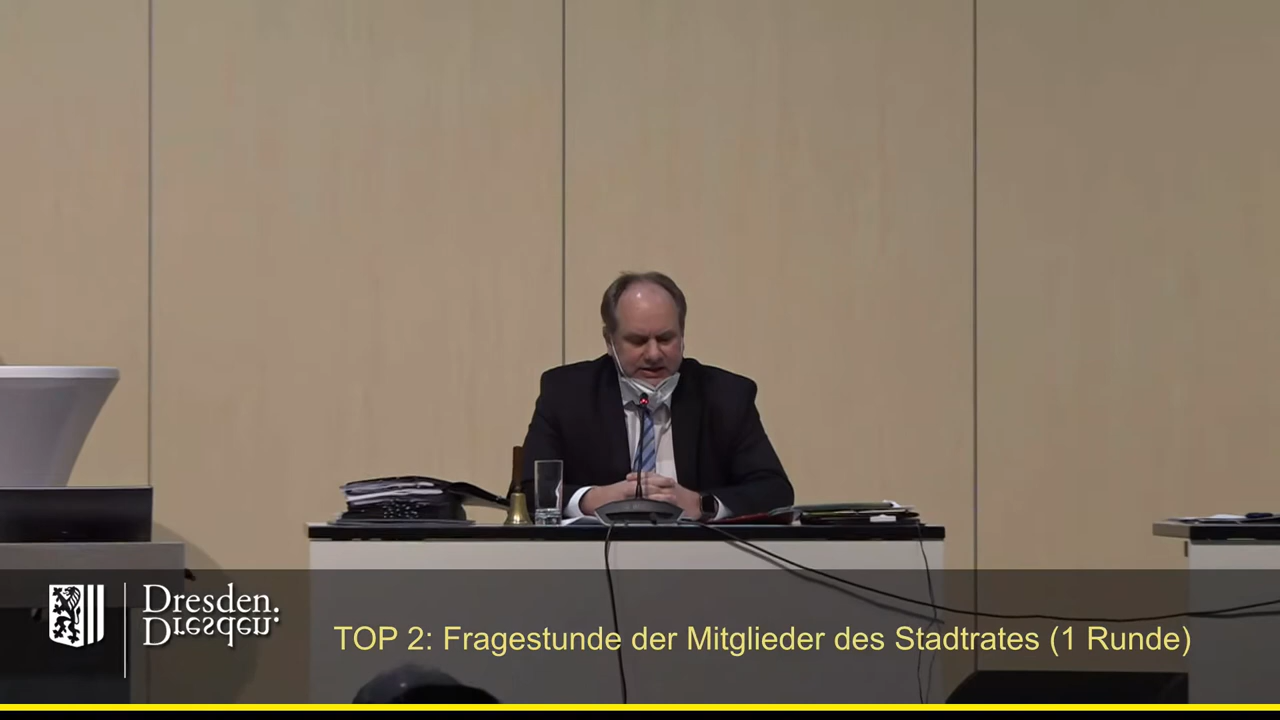 Dresden.
Dresden.
TOP 2: Fragestunde der Mitglieder des Stadtrates (1 Runde)